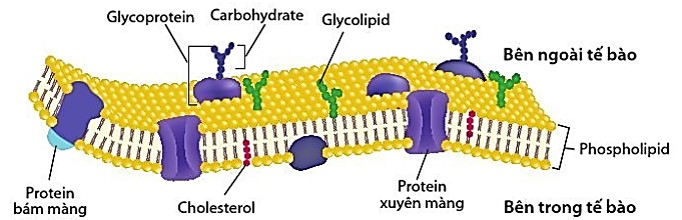 Glycoprotein
Carbohydrate
Glycolipid
Bên ngoài tế bào
Phospholipid
Protein
bám màng
Cholesterol
Protein
xuyên màng
Bên trong tế bào